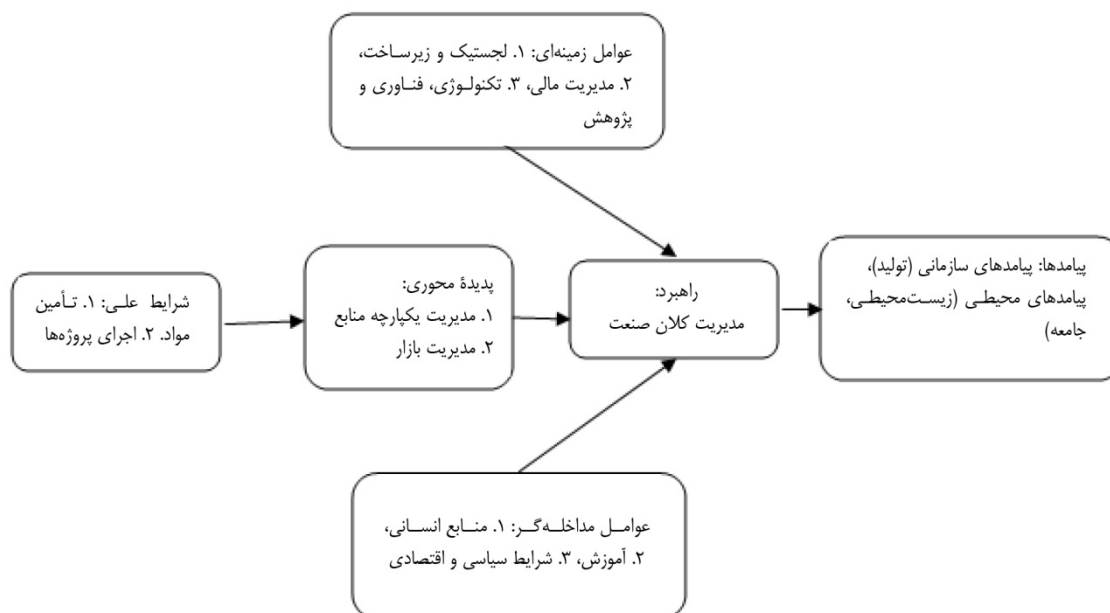 عوامل زمینه‌ای: ۱. لجستیک و زیرساخت،
۲. مدیریت مالی، ۳. تکنولوژی، فناوری و
پژوهش
شرایط علی: ۱. تأمین
مواد. ۲. اجرای پروژه‌ها
پدیدۀ محوری:
۱. مدیریت یکپارچه منابع
۲. مدیریت بازار
راهبرد:
مدیریت کلان صنعت
پیامدها: پیامدهای سازمانی (تولید)،
پیامدهای محیطی (زیست‌محیطی،
جامعه)
عوامل مداخله‌گر: ۱. منابع انسانی،
۲. آموزش، ۳. شرایط سیاسی و اقتصادی